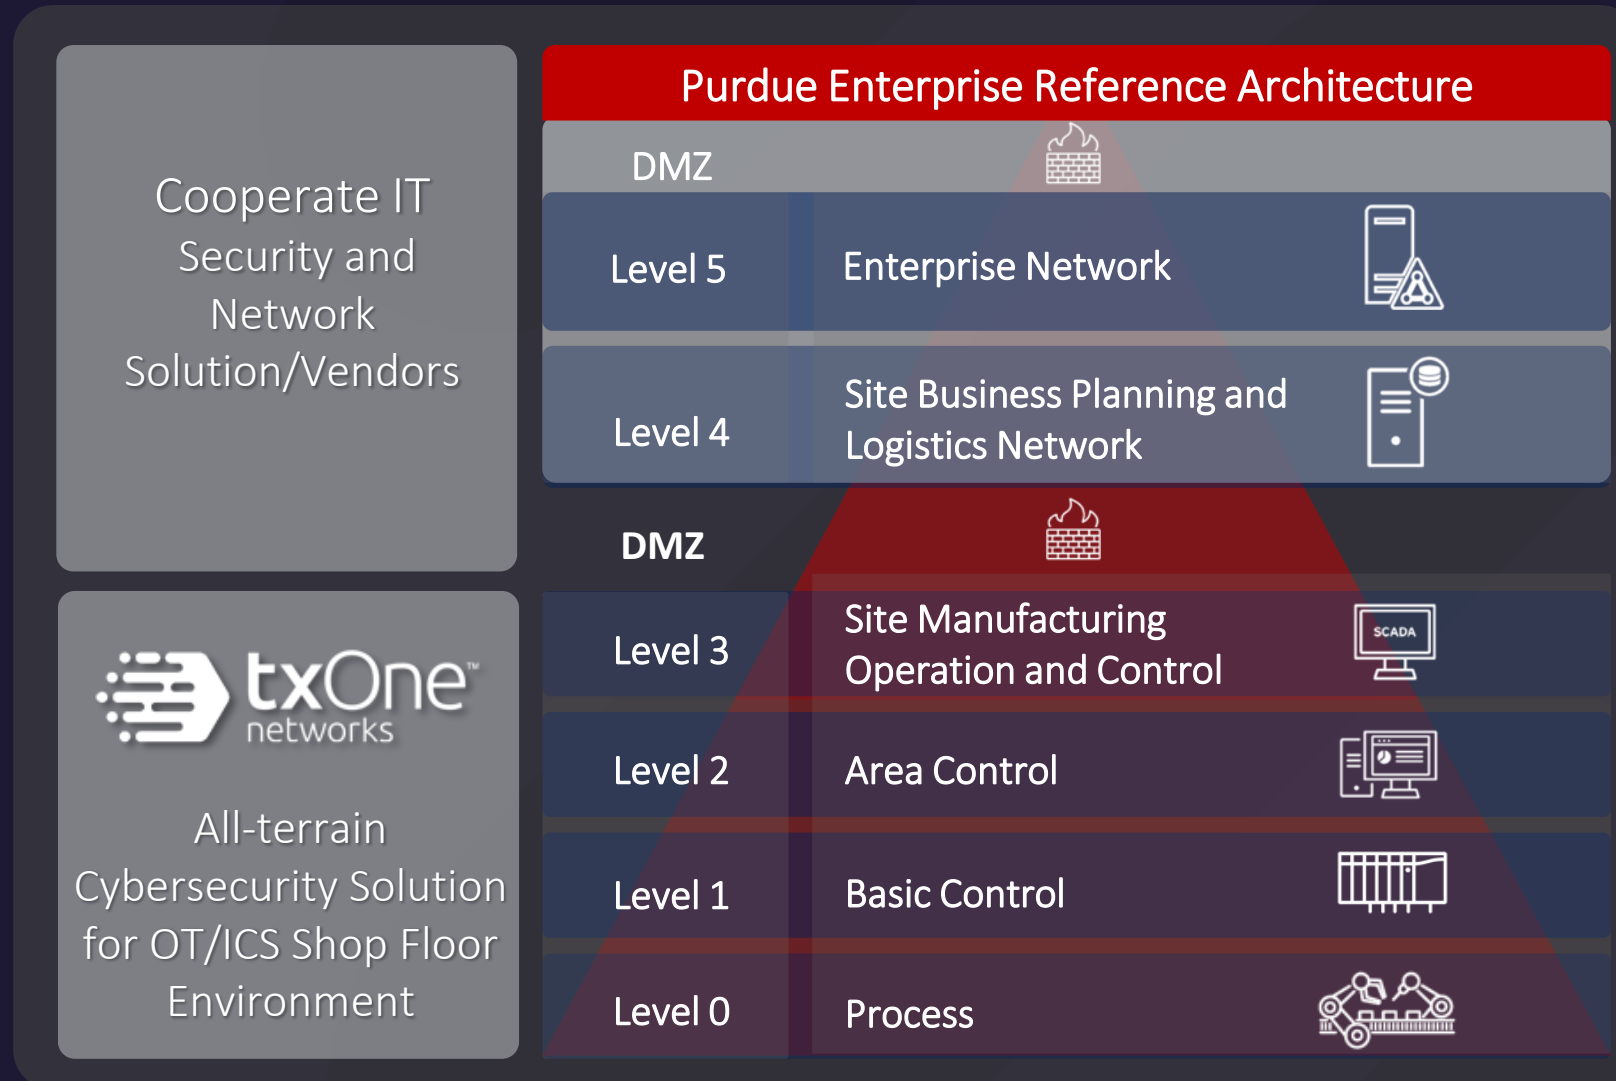 Cooperate IT
Security and
Network
Solution/Vendors
txOne™
networks
All-terrain
Cybersecurity Solution
for OT/ICS Shop Floor
Environment
Purdue Enterprise Reference Architecture
DMZ
Level 5
Enterprise Network
Level 4
Site Business Planning and
Logistics Network
DMZ
Level 3
Site Manufacturing
Operation and Control
SCADA
Level 2
Area Control
Level 1
Basic Control
Level 0
Process